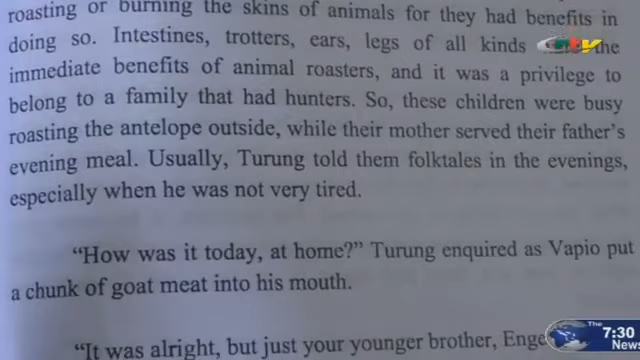 roasting or burning the skins of animals for they had benefits in
doing so. Intestines, trotters, ears, legs of all kinds the
immediate benefits of animal roasters, and it was a privilege to
belong to a family that had hunters. So, these children were busy
roasting the antelope outside, while their mother served their father's
evening meal. Usually, Turung told them folktales in the evenings,
especially when he was not very tired.
"How was it today, at home?" Turung enquired as Vapio put
a chunk of goat meat into his mouth.
"It was alright, but just your younger brother,
The
7:30
News